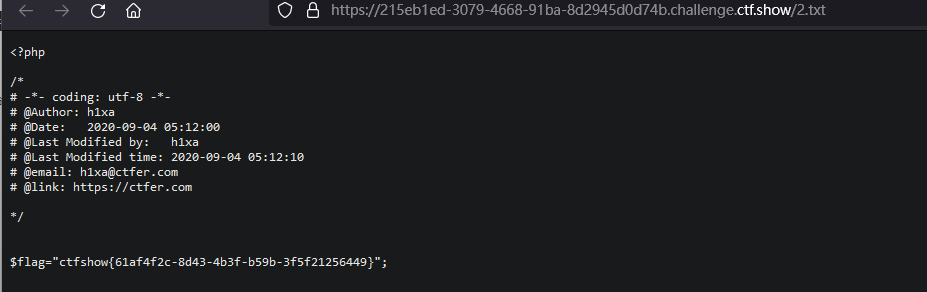 https://215eb1ed-3079-4668-91ba-8d2945d0d74b.challenge.ctf.show/2.txt
<?php
/*
# -*- coding: utf-8 -*-
# @Author: h1xa
# @Date:   2020-09-04 05:12:00
# @Last Modified by:   h1xa
# @Last Modified time: 2020-09-04 05:12:10
# @email: h1xa@ctfer.com
# @link: https://ctfer.com
*/
$flag="ctfshow{61af4f2c-8d43-4b3f-b59b-3f5f21256449}";